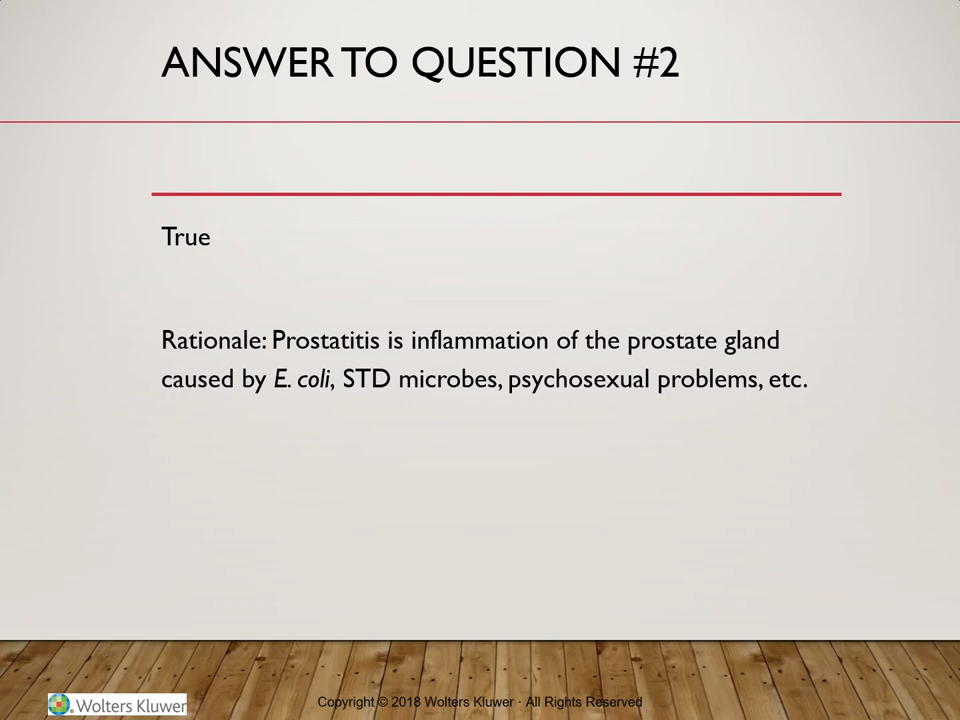 ANSWER TO QUESTION #2
True
Rationale: Prostatitis is inflammation of the prostate gland
caused by E. coli, STD microbes, psychosexual problems, etc.
Wolters Kluwer
Copyright © 2018 Wolters Kluwer · All Rights Reserved